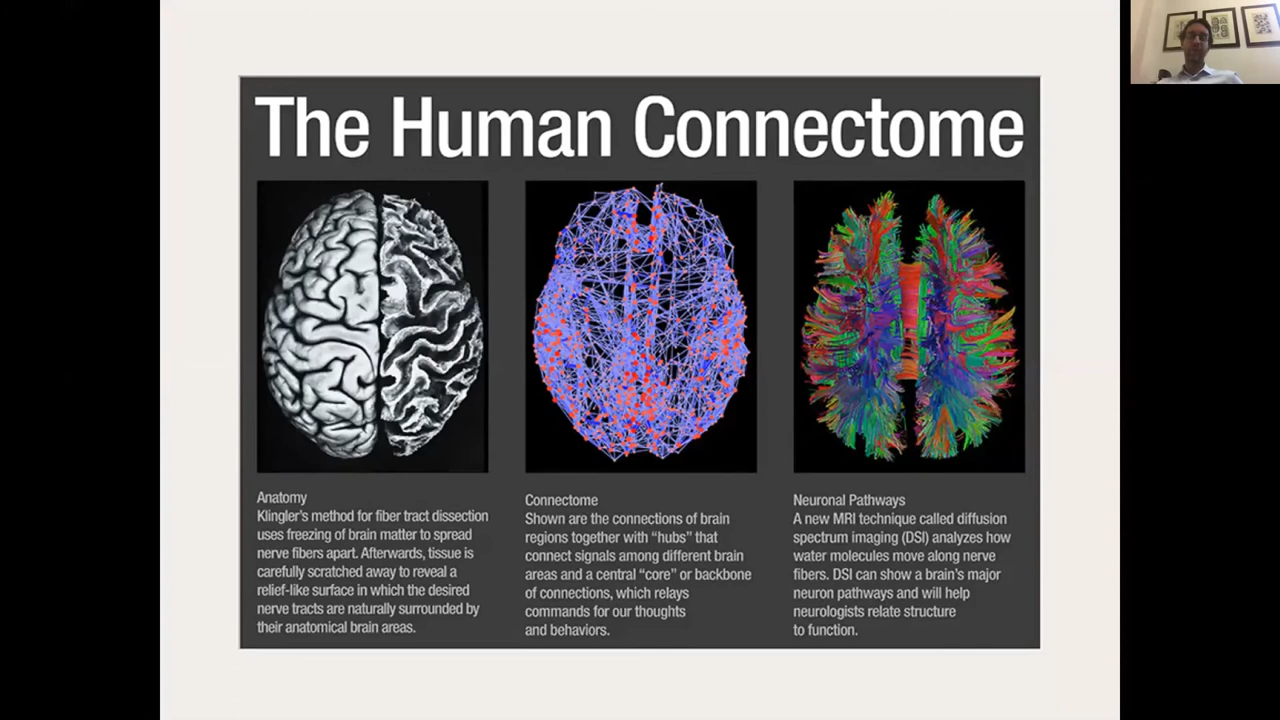 The Human Connectome
Anatomy
Klingler's method for fiber tract dissection
uses freezing of brain matter to spread
nerve fibers apart. Afterwards, tissue is
carefully scratched away to reveal a
relief-like surface in which the desired
nerve tracts are naturally surrounded by
their anatomical brain areas.
Connectome
Shown are the connections of brain
regions together with “hubs” that
connect signals among different brain
areas and a central “core” or backbone
of connections, which relays
commands for our thoughts
and behaviors.
Neuronal Pathways
A new MRI technique called diffusion
spectrum imaging (DSI) analyzes how
water molecules move along nerve
fibers. DSI can show a brain's major
neuron pathways and will help
neurologists relate structure
to function.